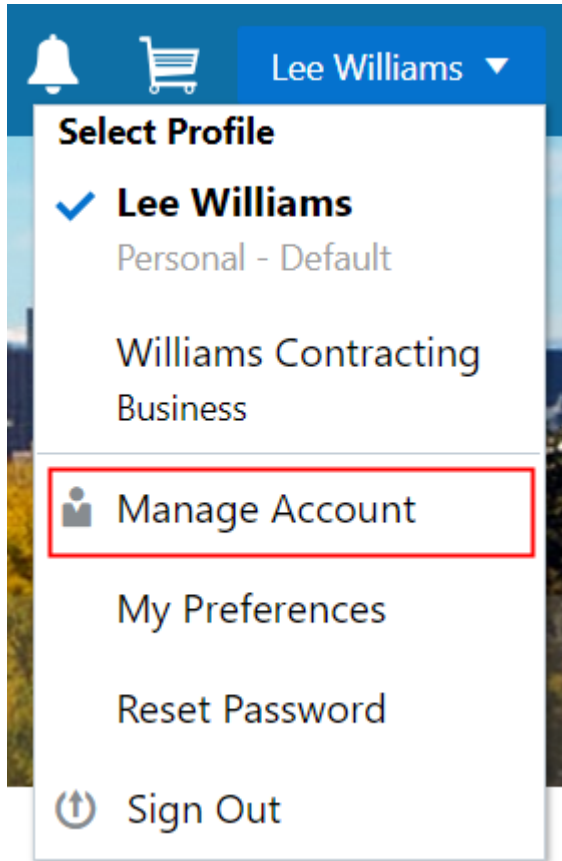 Lee Williams
Select Profile
Lee Williams
Personal - Default
Williams Contracting
Business
Manage Account
My Preferences
Reset Password
Sign Out